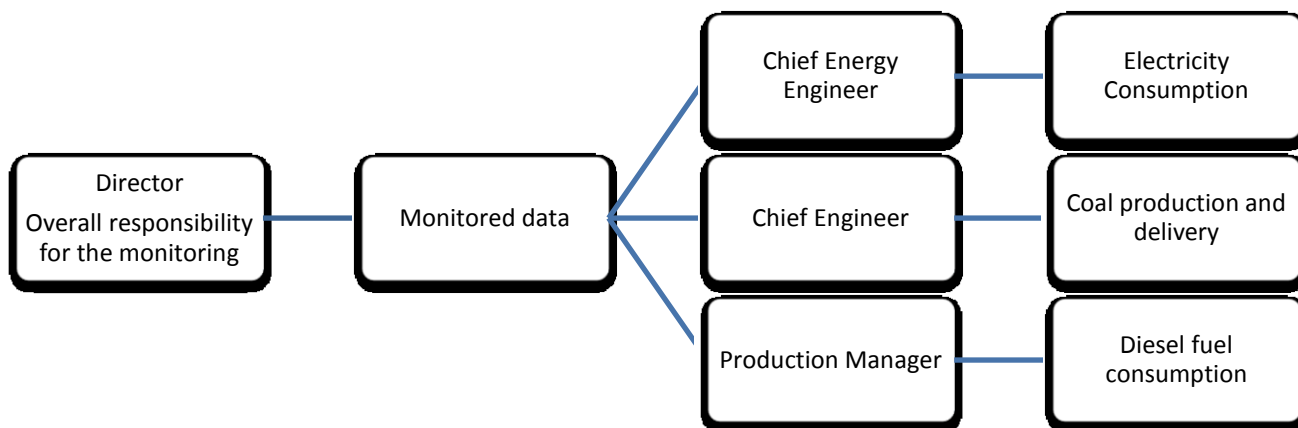 Director
Overall responsibility
for the monitoring
Monitored data
Chief Energy
Engineer
Electricity
Consumption
Chief Engineer
Coal production and
delivery
Production Manager
Diesel fuel
consumption